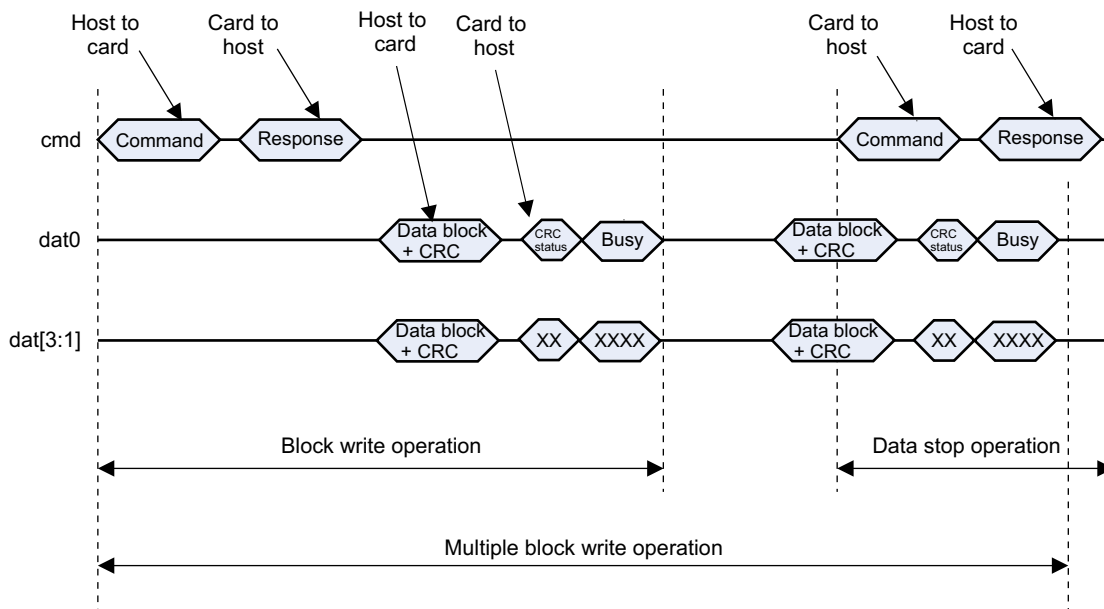 Host to
card
Card to
host
Host to
card
Card to
host
Card to
host
Host to
card
cmd
Command
Response
Command
Response
dat0
Data block
+ CRC
CRC
status
Busy
Data block
+ CRC
CRC
status
Busy
dat[3:1]
Data block
+ CRC
XX
XXXX
Data block
+ CRC
XX
XXXX
Block write operation
Data stop operation
Multiple block write operation